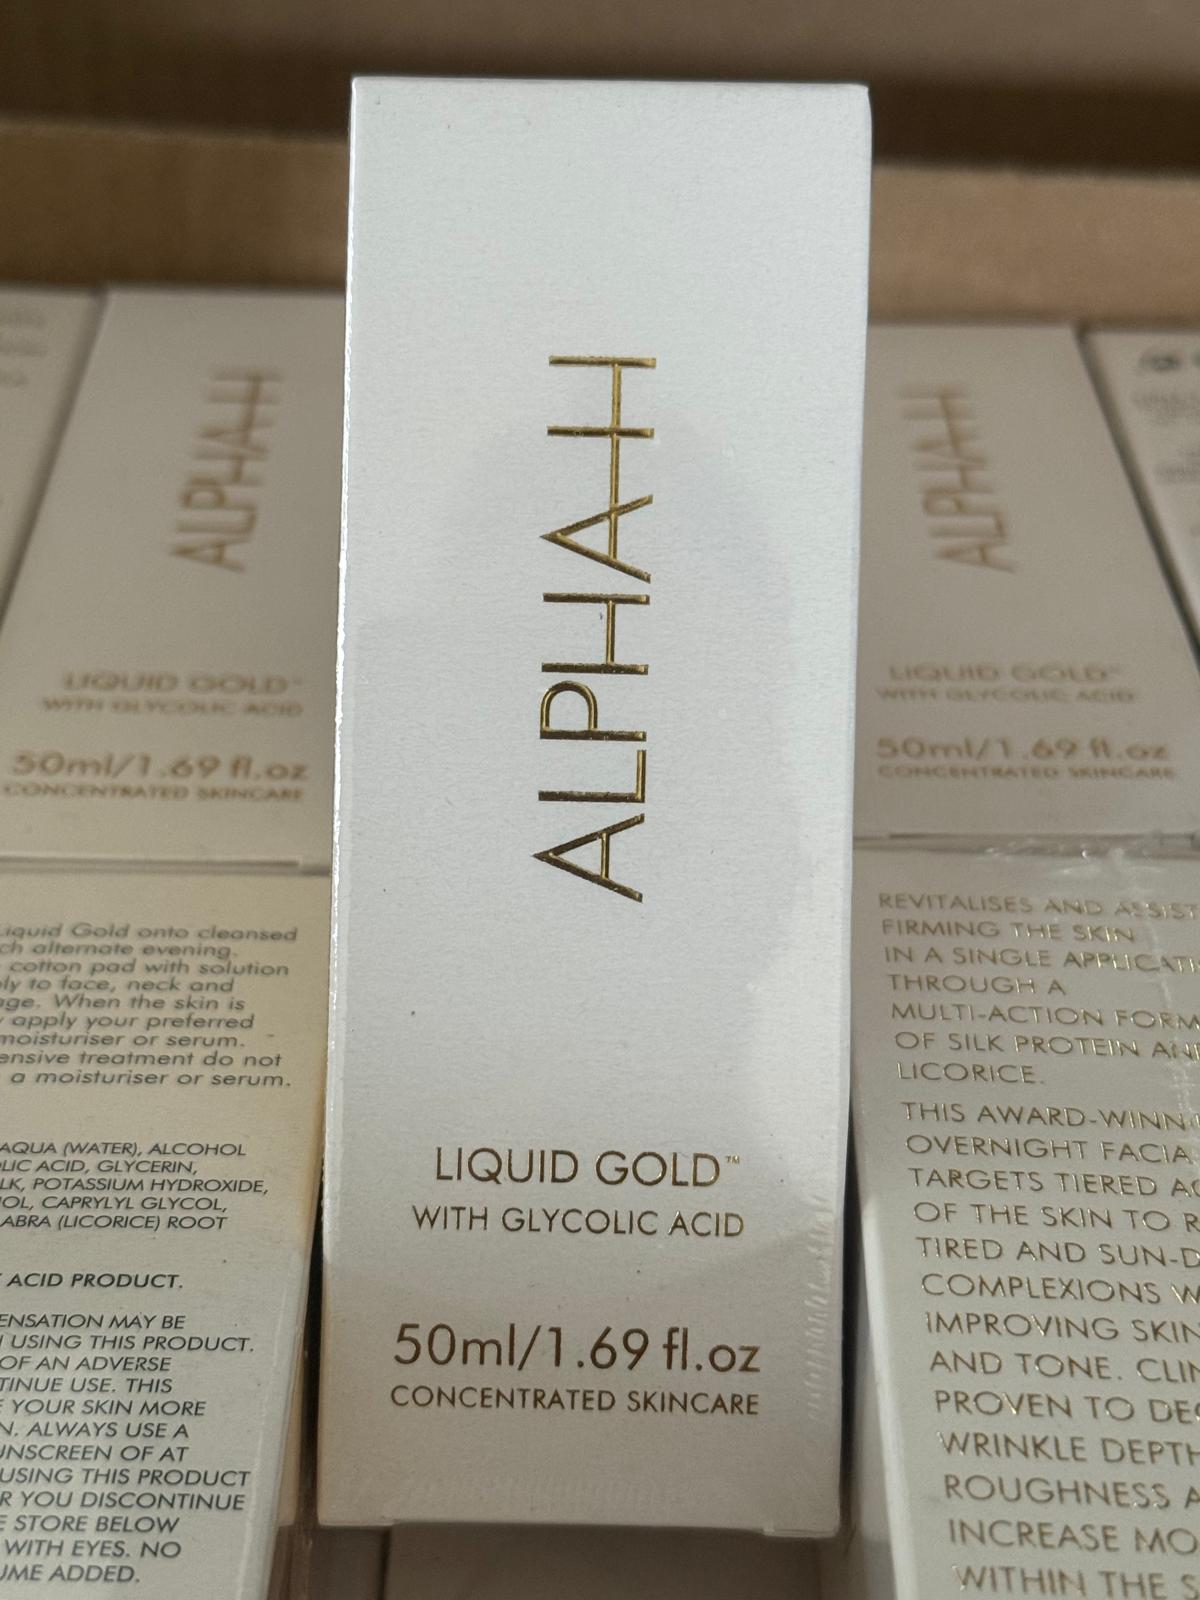 ALPHA-H
LIQUID GOLD™
WITH GLYCOLIC ACID
50ml/1.69 fl.oz
CONCENTRATED SKINCARE
ALPHA-H
LIQUID GOLD™
WITH GLYCOLIC ACID
50ml/1.69 fl.oz
CONCENTRATED SKINCARE
ALPHA-H
LIQUID GOLD™
WITH GLYCOLIC ACID
50ml/1.69 fl.oz
CONCENTRATED SKINCARE
Liquid Gold onto cleansed
alternate evening.
cotton pad with solution
to face, neck and
When the skin is
apply your preferred
moisturiser or serum.
treatment do not
a moisturiser or serum.
AQUA (WATER), ALCOHOL
ACID, GLYCERIN,
POTASSIUM HYDROXIDE,
CAPRYLYL GLYCOL,
(LICORICE) ROOT
ACID PRODUCT.
MAY BE
USING THIS PRODUCT.
OF AN ADVERSE
USE. THIS
YOUR SKIN MORE
ALWAYS USE A
OF AT
USING THIS PRODUCT
YOU DISCONTINUE
STORE BELOW
WITH EYES. NO
ADDED.
REVITALISES AND ASSIST
FIRMING THE SKIN
IN A SINGLE
THROUGH A
MULTI-ACTION
OF SILK PROTEIN AND
LICORICE.
THIS
OVERNIGHT
TARGETS TIERED
OF THE SKIN TO
TIRED AND
COMPLEXIONS
IMPROVING SKIN
AND TONE.
PROVEN TO
WRINKLE DEPTH
ROUGHNESS
INCREASE
WITHIN THE